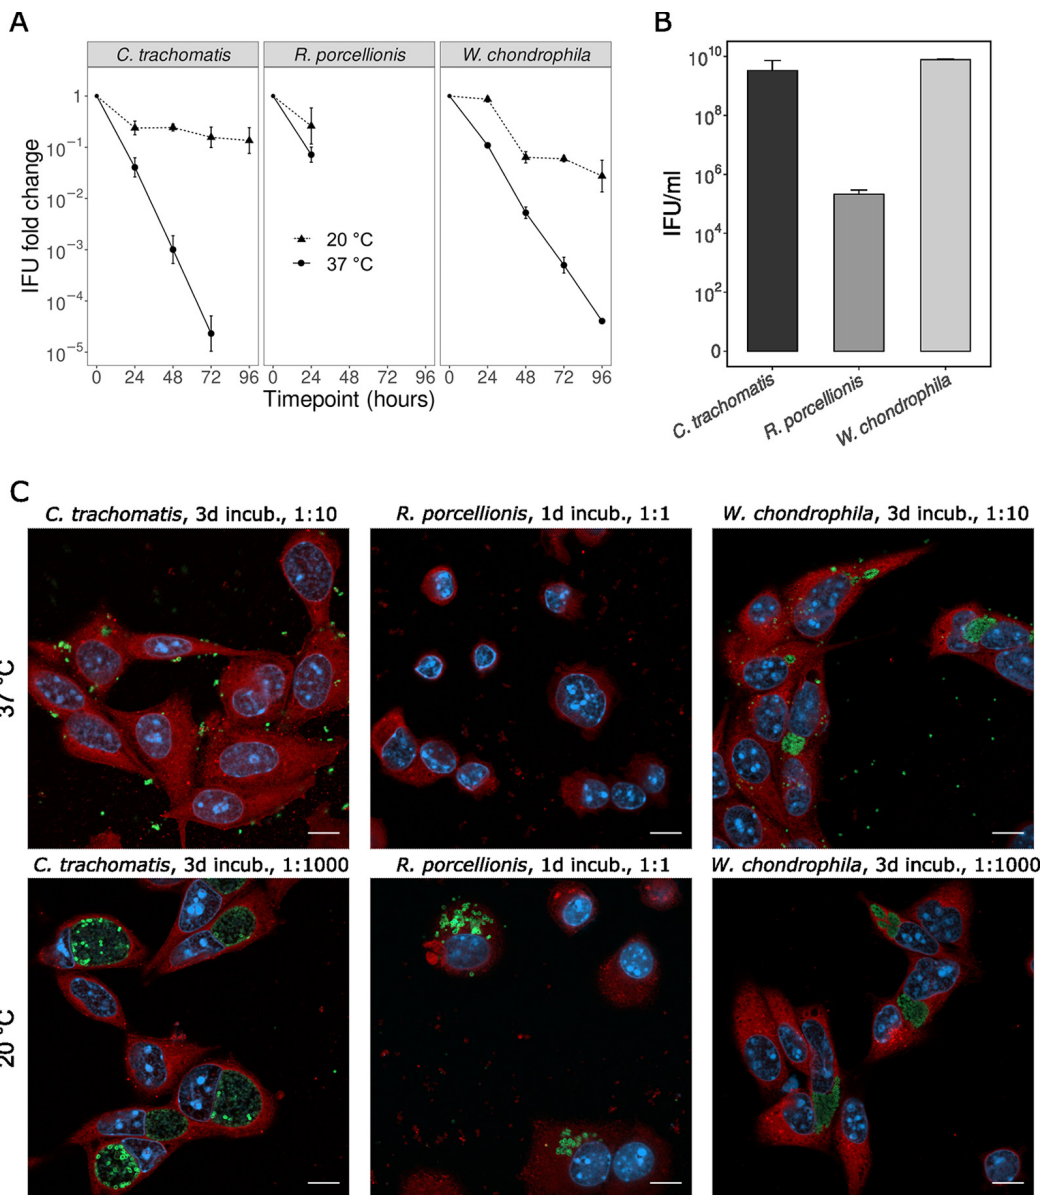 A
C. trachomatis
R. porcellionis
W. chondrophila
IFU fold change
1
10⁻¹
10⁻²
10⁻³
10⁻⁴
10⁻⁵
20 °C
37 °C
0 24 48 72 96
0 24 48 72 96
0 24 48 72 96
Timepoint (hours)
B
IFU/ml
10¹⁰
10⁸
10⁶
10⁴
10²
0
C. trachomatis
R. porcellionis
W. chondrophila
C
C. trachomatis, 3d incub., 1:10
R. porcellionis, 1d incub., 1:1
W. chondrophila, 3d incub., 1:10
37 °C
C. trachomatis, 3d incub., 1:1000
R. porcellionis, 1d incub., 1:1
W. chondrophila, 3d incub., 1:1000
20 °C